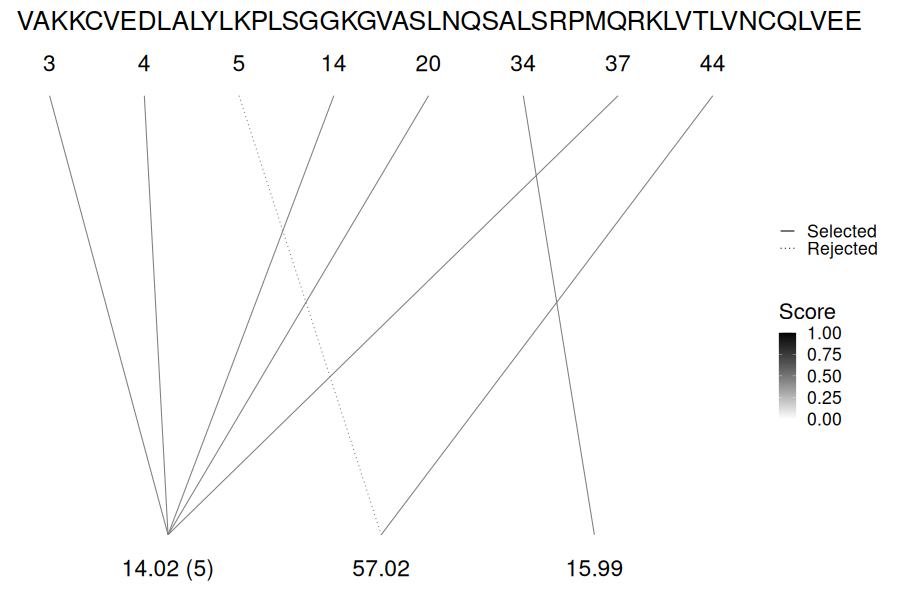 VAKKCVEDLALYLKPLSGGKGVASLNQSALSRPMQRKLVTLVNCQLVEE
3 4 5 14 20 34 37 44
Selected
Rejected
Score
1.00
0.75
0.50
0.25
0.00
14.02 (5) 57.02 15.99